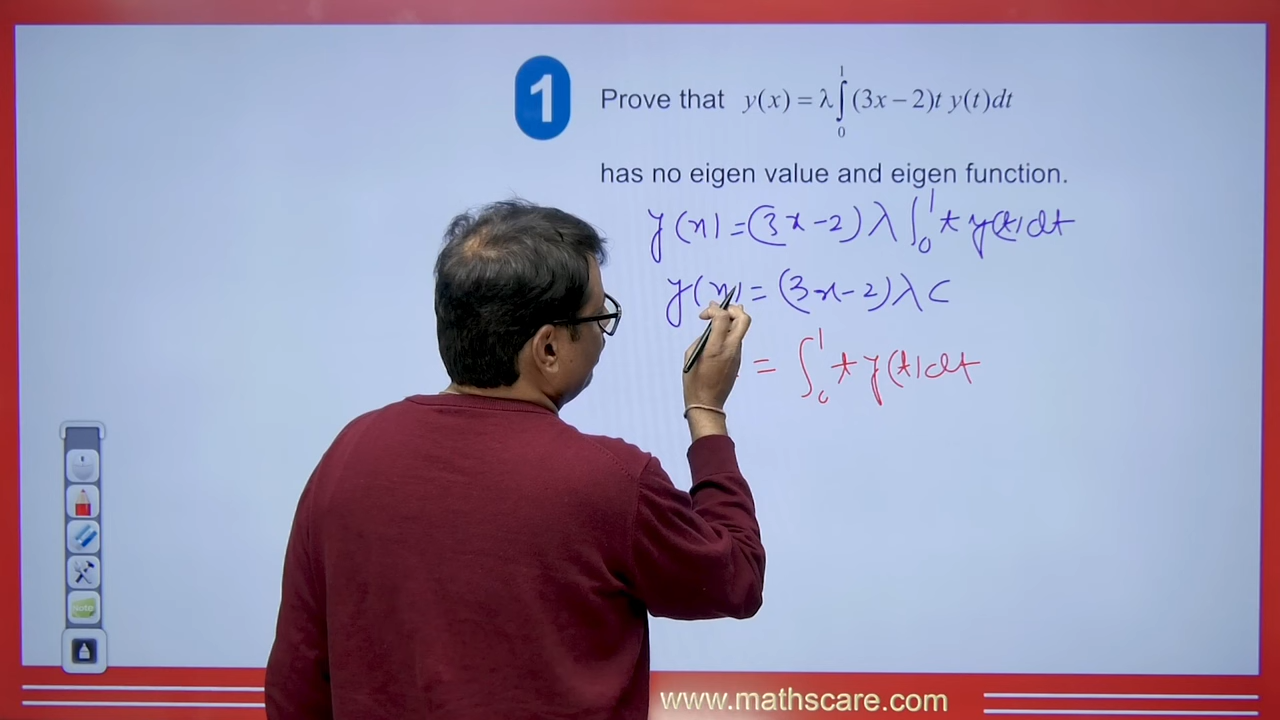 1
Prove that y(x) = λ∫₀¹(3x – 2)t y(t)dt
has no eigen value and eigen function.
y(x) = (3x-2) λ ∫₀¹ t y(t)dt
y(x) = (3x-2) λ C
= ∫₀¹ t y(t)dt
Note
www.mathscare.com